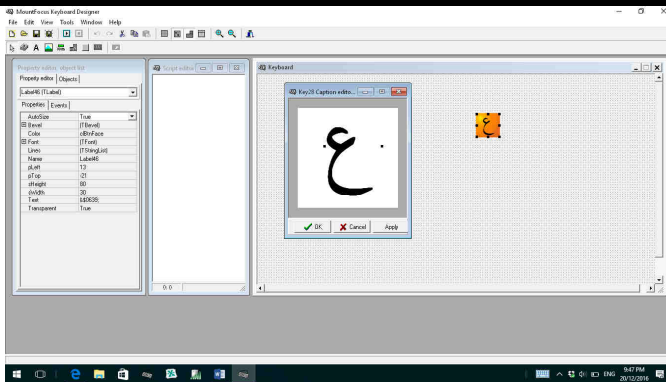 MountFocus Keyboard Designer
File Edit View Tools Window Help
Property editor, object list
Property editor Objects
Label46 (TLabel)
Properties Events
AutoSize True
Bevel (TBevel)
Color clBtnFace
Font (TFont)
Lines (TStringList)
Name Label46
pLeft 13
pTop -21
sHeight 80
sWidth 30
Text &$0639;
Transparent True
Script editor
0: 0
Keyboard
Key28 Caption edito...
ع
OK Cancel Apply
ع
ENG
9:47 PM
20/12/2016